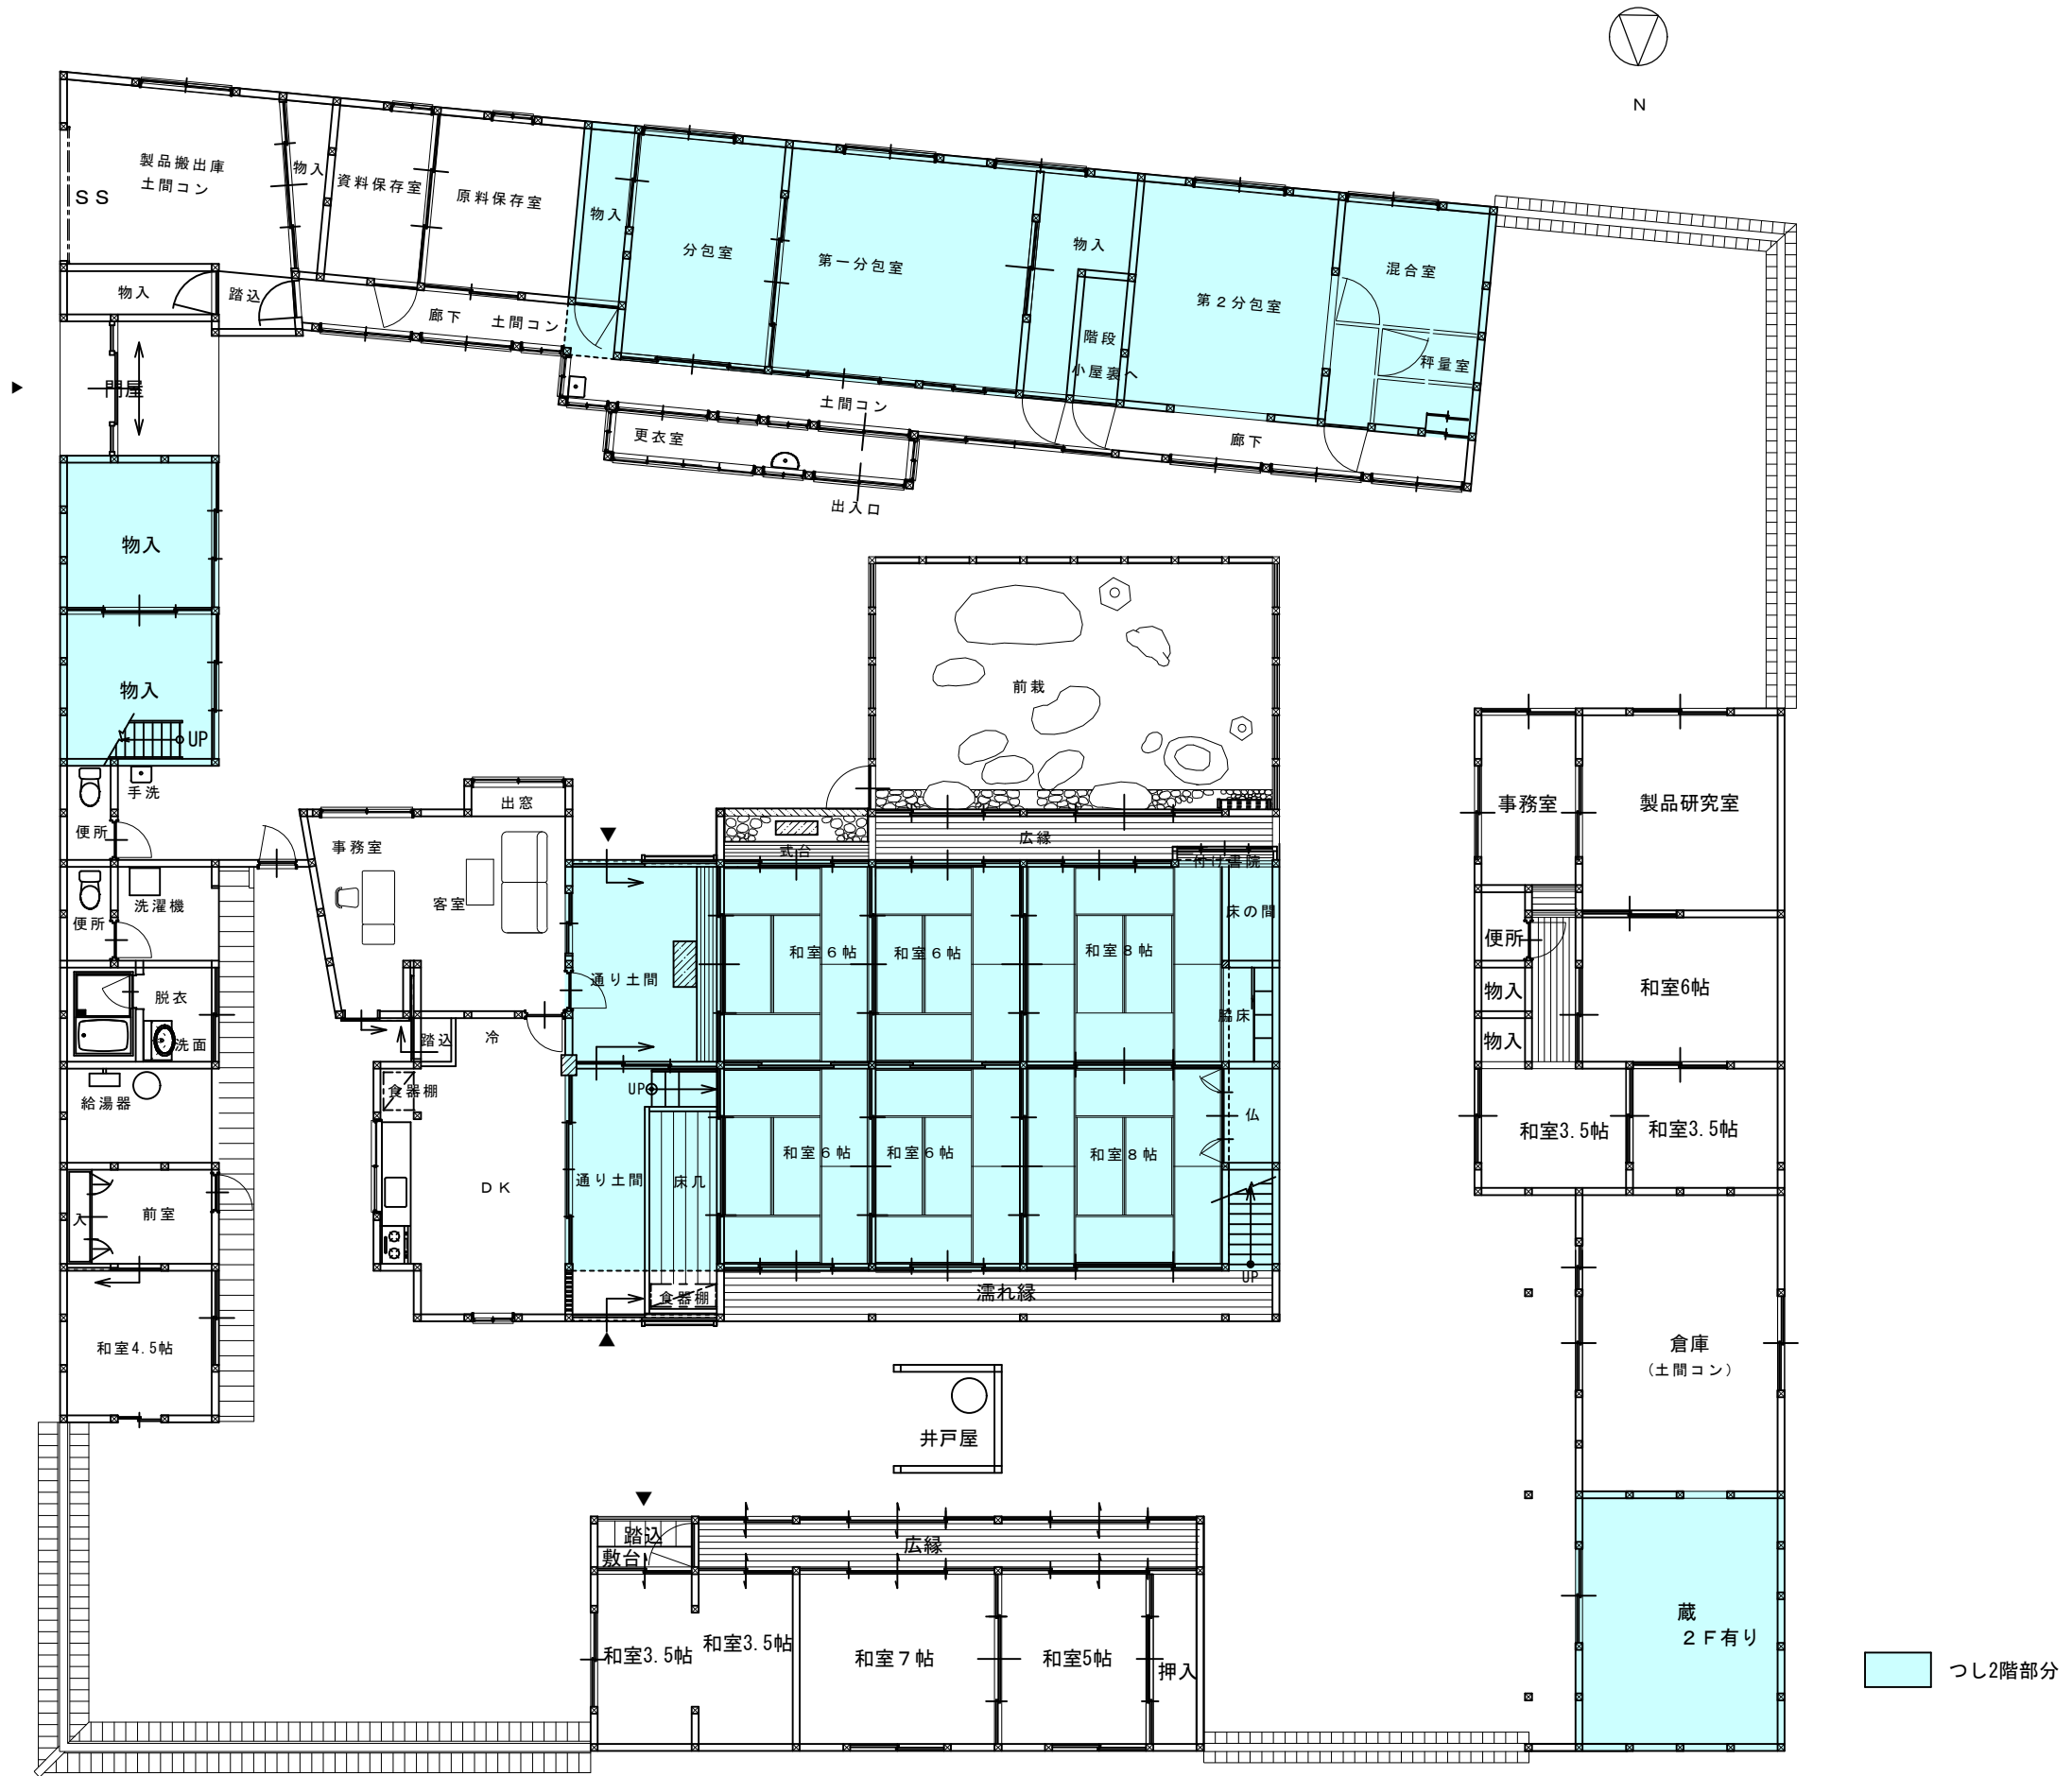 N
製品搬出庫
土間コン
SS
物入
資料保存室
原料保存室
物入
分包室
第一分包室
物入
階段
小屋裏へ
第2分包室
混合室
秤量室
物入
踏込
廊下 土間コン
土間コン
廊下
更衣室
出入口
門屋
物入
物入
UP
手洗
便所
便所
洗濯機
脱衣
洗面
給湯器
入
前室
和室4.5帖
出窓
事務室
客室
冷
踏込
食器棚
DK
通り土間
通り土間
UP
床几
食器棚
前栽
式台
広縁
付け書院
和室6帖
和室6帖
和室8帖
床の間
脇床
和室6帖
和室6帖
和室8帖
仏
UP
濡れ縁
井戸屋
事務室
製品研究室
便所
物入
物入
和室6帖
和室3.5帖
和室3.5帖
倉庫
(土間コン)
蔵
2F有り
踏込
敷台
広縁
和室3.5帖
和室3.5帖
和室7帖
和室5帖
押入
つし2階部分